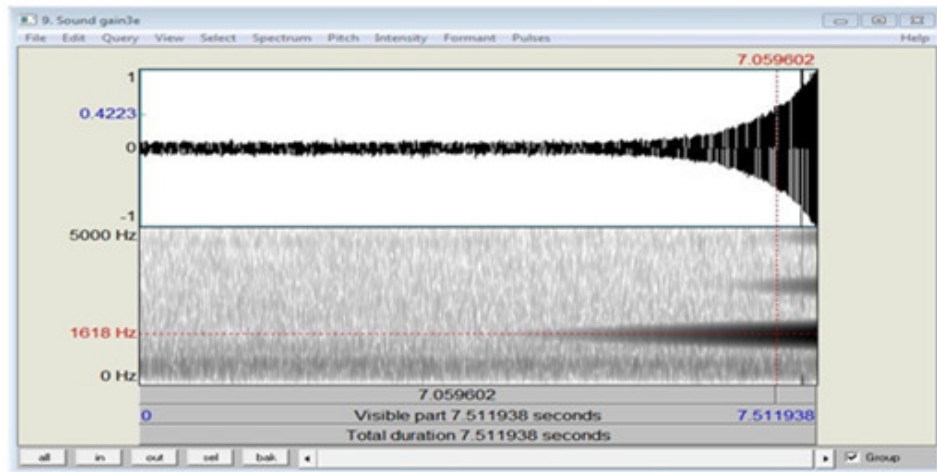 9. Sound gain3e
File Edit Query View Select Spectrum Pitch Intensity Formant Pulses Help
7.059602
1
0.4223
0
-1
5000 Hz
1618 Hz
0 Hz
7.059602
0 Visible part 7.511938 seconds 7.511938
Total duration 7.511938 seconds
all in out sel bak Group